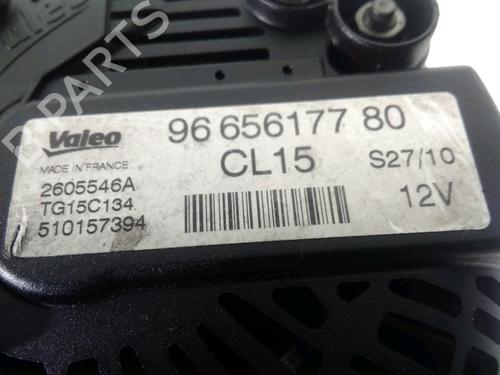 B-PARTS
Valeo
96 656177 80
MADE IN FRANCE
CL15
S27/10
2605546A
TG15C134
12V
510157394